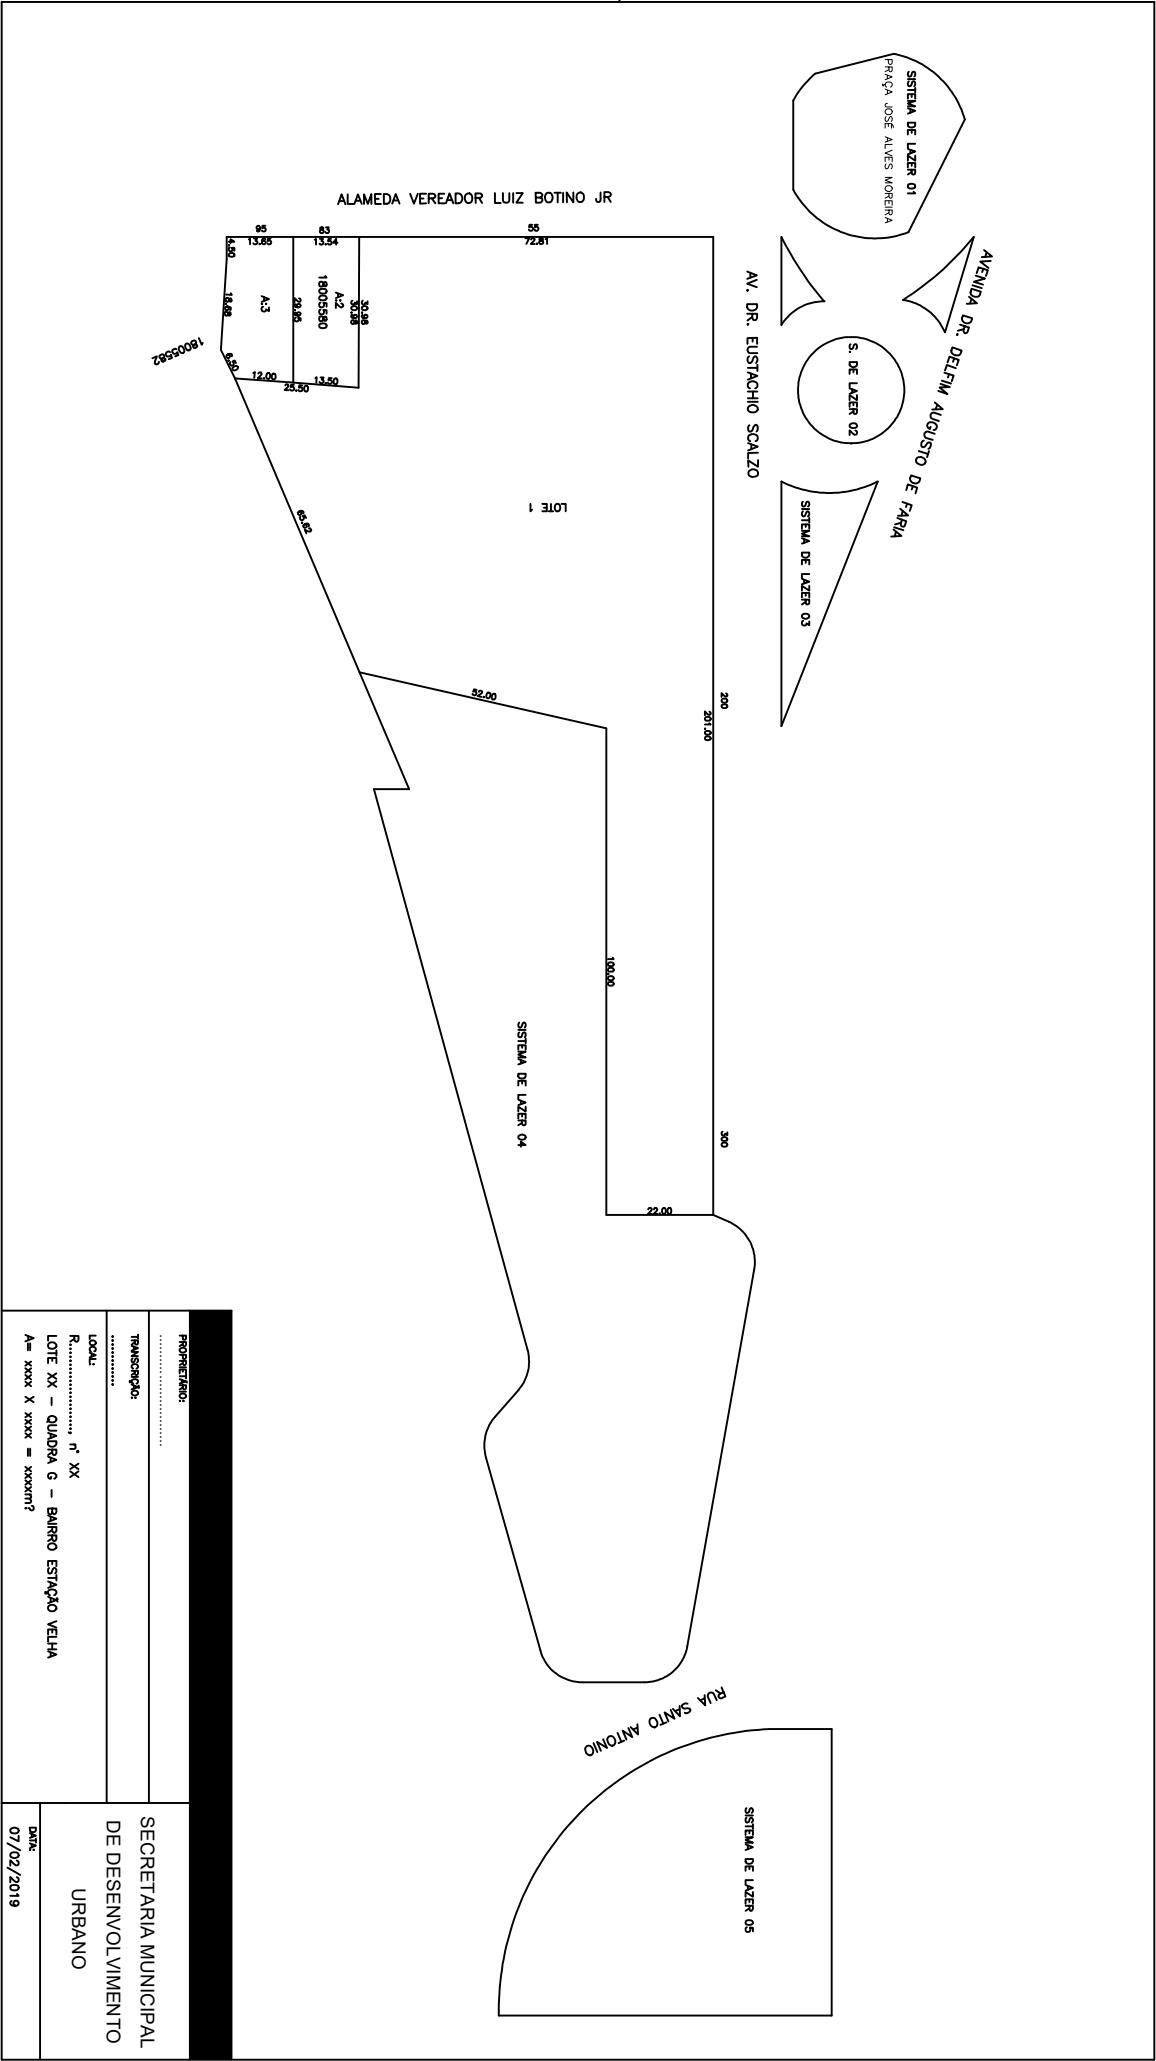 SISTEMA DE LAZER 01
PRAÇA JOSÉ ALVES MOREIRA
AVENIDA DR. DELFIM AUGUSTO DE FARIA
S. DE LAZER 02
SISTEMA DE LAZER 03
AV. DR. EUSTACHIO SCALZO
ALAMEDA VEREADOR LUIZ BOTINO JR
95
13.65
83
13.54
55
72.81
4.50
18.68
6.50
A:3
29.95
A:2
18005580
30.98
30.98
12.00
13.50
25.50
18005582
LOTE 1
65.62
52.00
200
201.00
100.00
300
22.00
SISTEMA DE LAZER 04
RUA SANTO ANTONIO
SISTEMA DE LAZER 05
PROPRIETÁRIO:
TRANSCRIÇÃO:
LOCAL:
R..................., n° XX
LOTE XX - QUADRA G - BAIRRO ESTAÇÃO VELHA
A= xxxx X xxxx = xxxxm?
SECRETARIA MUNICIPAL
DE DESENVOLVIMENTO
URBANO
DATA:
07/02/2019